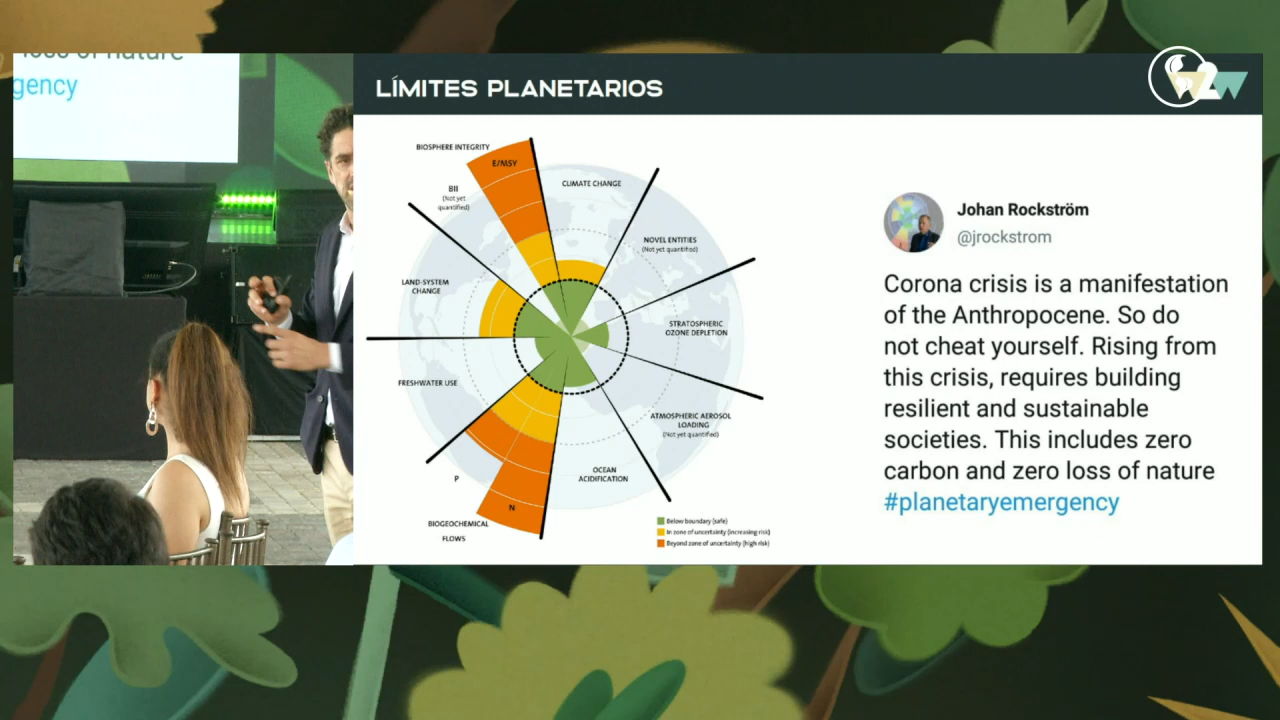 loss of nature
gency
LÍMITES PLANETARIOS
W2W
BIOSPHERE INTEGRITY
E/MSY
CLIMATE CHANGE
BII
(Not yet
quantified)
NOVEL ENTITIES
(Not yet quantified)
LAND-SYSTEM
CHANGE
STRATOSPHERIC
OZONE DEPLETION
FRESHWATER USE
ATMOSPHERIC AEROSOL
LOADING
(Not yet quantified)
P
OCEAN
ACIDIFICATION
N
BIOGEOCHEMICAL
FLOWS
Below boundary (safe)
In zone of uncertainty (increasing risk)
Beyond zone of uncertainty (high risk)
Johan Rockström
@jrockstrom
Corona crisis is a manifestation
of the Anthropocene. So do
not cheat yourself. Rising from
this crisis, requires building
resilient and sustainable
societies. This includes zero
carbon and zero loss of nature
#planetaryemergency